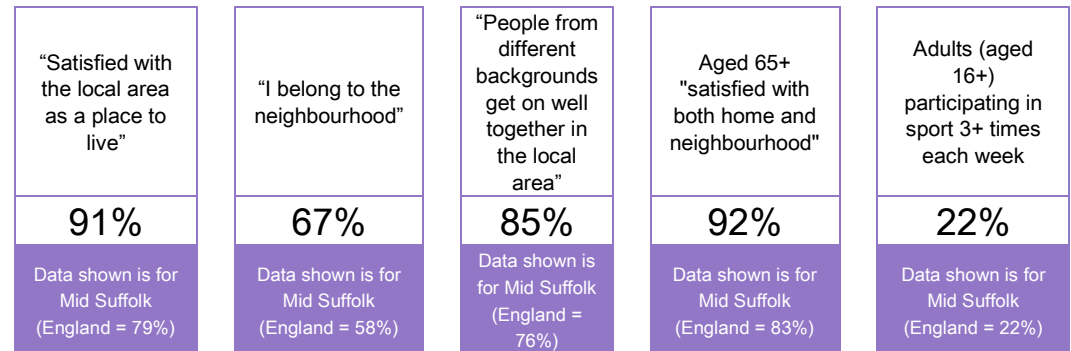 “Satisfied with
the local area
as a place to
live”
91%
Data shown is for
Mid Suffolk
(England = 79%)
“I belong to the
neighbourhood”
67%
Data shown is for
Mid Suffolk
(England = 58%)
“People from
different
backgrounds
get on well
together in
the local
area”
85%
Data shown is
for Mid Suffolk
(England =
76%)
Aged 65+
"satisfied with
both home and
neighbourhood"
92%
Data shown is for
Mid Suffolk
(England = 83%)
Adults (aged
16+)
participating in
sport 3+ times
each week
22%
Data shown is for
Mid Suffolk
(England = 22%)